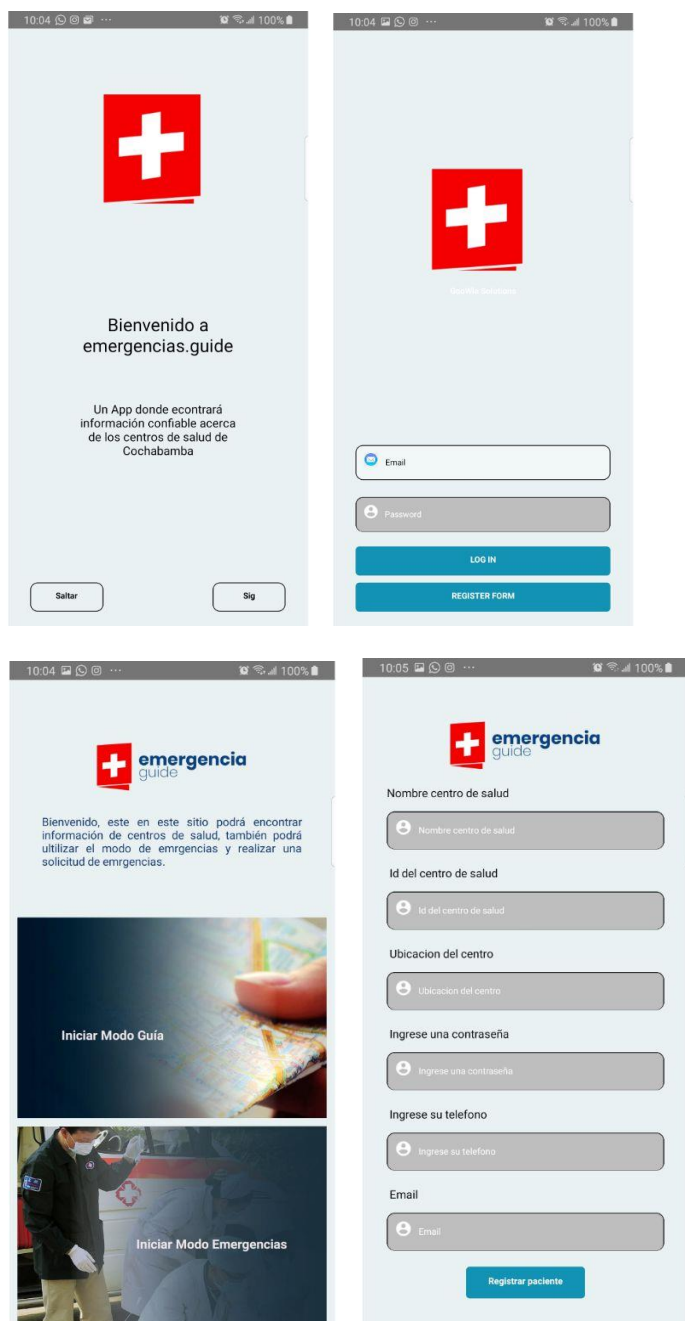 10:04 ... 100%
Bienvenido a
emergencias.guide
Un App donde econtrará
información confiable acerca
de los centros de salud de
Cochabamba
Saltar
Sig
10:04 ... 100%
Solutions
Email
Password
LOG IN
REGISTER FORM
10:04 ... 100%
emergencia
guide
Bienvenido, este en este sitio podrá encontrar
información de centros de salud, también podrá
ultilizar el modo de emrgencias y realizar una
solicitud de emrgencias.
Iniciar Modo Guía
Iniciar Modo Emergencias
10:05 ... 100%
emergencia
guide
Nombre centro de salud
Nombre centro de salud
Id del centro de salud
Id del centro de salud
Ubicacion del centro
Ubicacion del centro
Ingrese una contraseña
Ingrese una contraseña
Ingrese su telefono
Ingrese su telefono
Email
Email
Registrar paciente